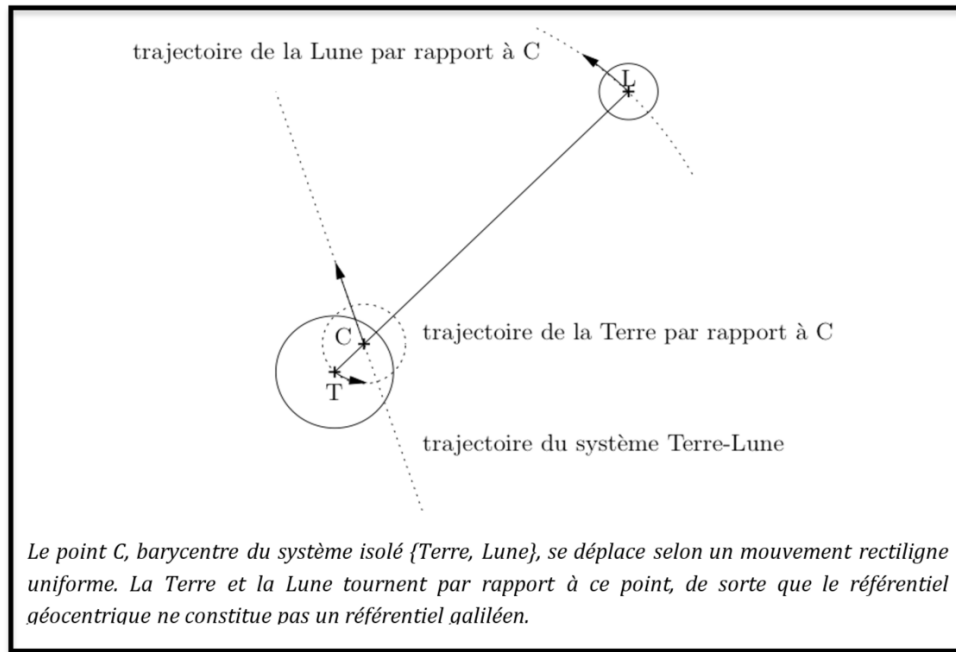 trajectoire de la Lune par rapport à C
L
C
trajectoire de la Terre par rapport à C
T
trajectoire du système Terre-Lune
Le point C, barycentre du système isolé {Terre, Lune}, se déplace selon un mouvement rectiligne
uniforme. La Terre et la Lune tournent par rapport à ce point, de sorte que le référentiel
géocentrique ne constitue pas un référentiel galiléen.